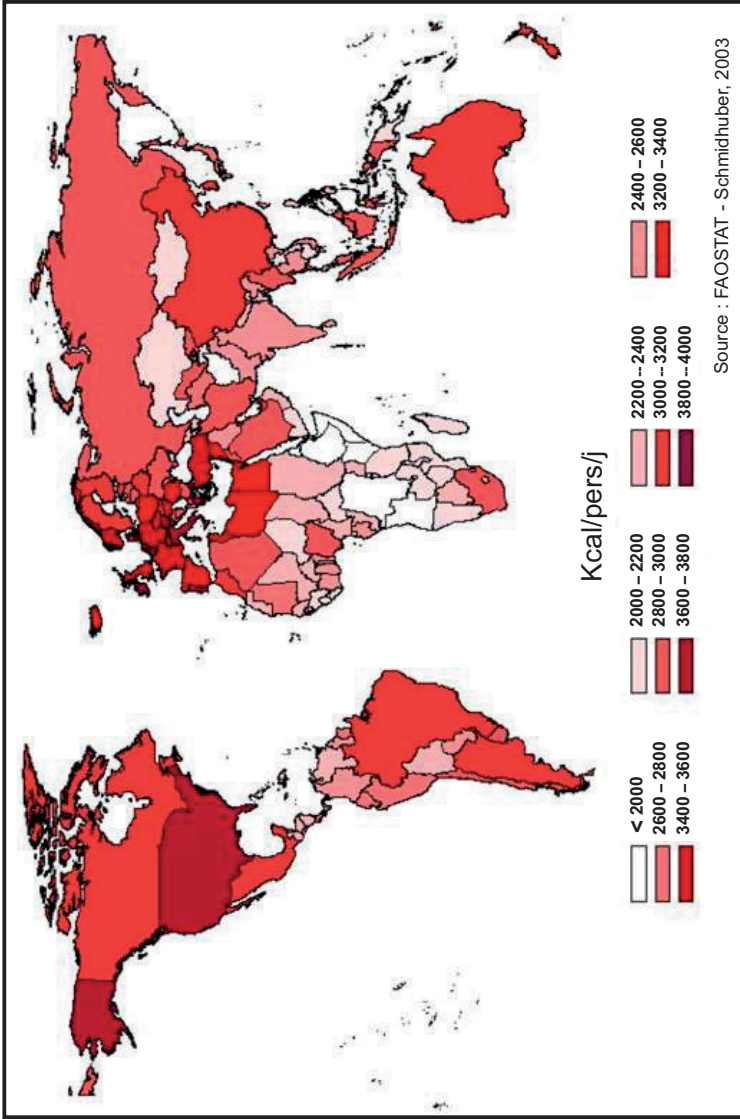 Kcal/pers/j
< 2000 2000 – 2200 2200 – 2400 2400 – 2600
2600 – 2800 2800 – 3000 3000 – 3200 3200 – 3400
3400 – 3600 3600 – 3800 3800 – 4000
Source : FAOSTAT - Schmidhuber, 2003